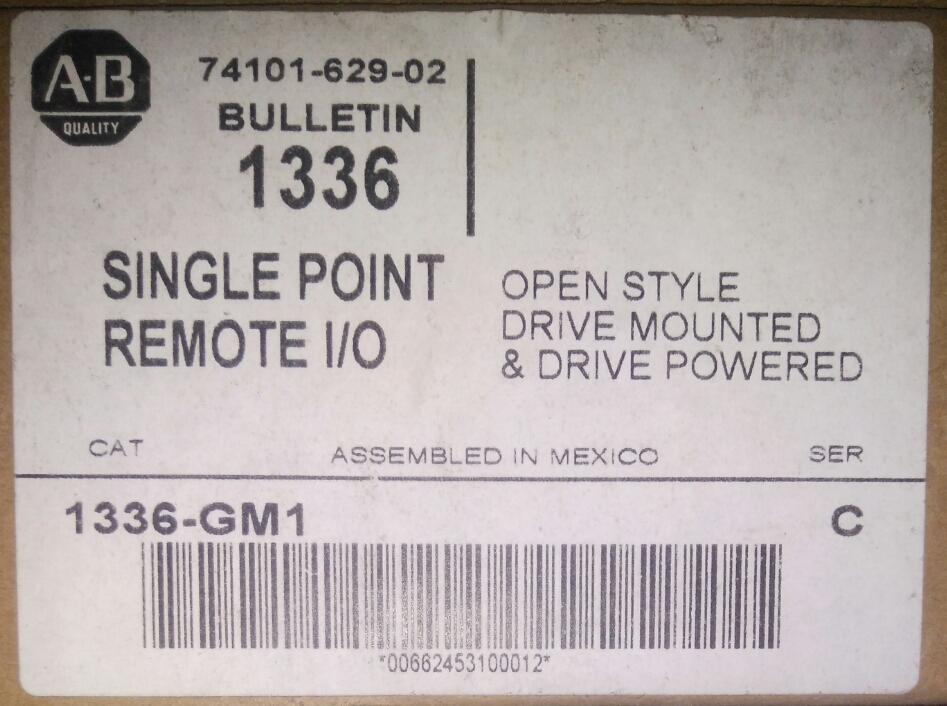 A-B
QUALITY
74101-629-02
BULLETIN
1336
SINGLE POINT
REMOTE I/O
OPEN STYLE
DRIVE MOUNTED
& DRIVE POWERED
CAT
ASSEMBLED IN MEXICO
SER
1336-GM1
C
*00662453100012*